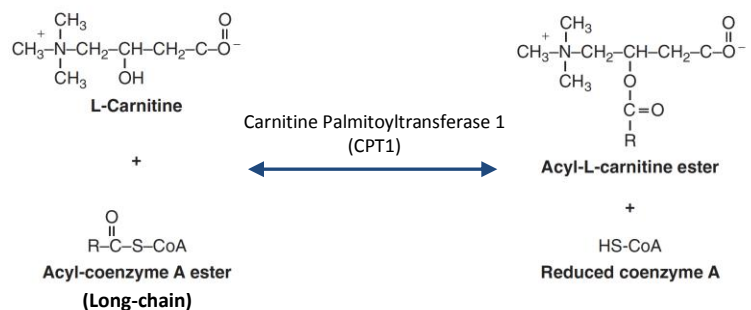 O
+
CH₃–N–CH₂–CH–CH₂–C–O⁻
CH₃
CH₃
OH
L-Carnitine
+
O
R–C–S–CoA
Acyl-coenzyme A ester
(Long-chain)
Carnitine Palmitoyltransferase 1
(CPT1)
CH₃
O
+
CH₃–N–CH₂–CH–CH₂–C–O⁻
CH₃
O
C=O
R
Acyl-L-carnitine ester
+
HS-CoA
Reduced coenzyme A